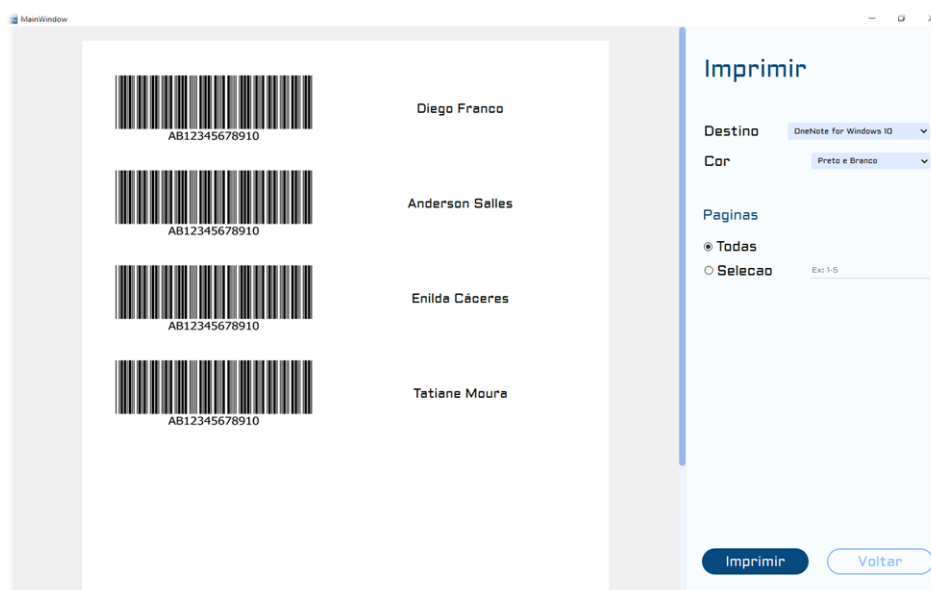 MainWindow
AB12345678910
Diego Franco
AB12345678910
Anderson Salles
AB12345678910
Enilda Cáceres
AB12345678910
Tatiane Moura
Imprimir
Destino
OneNote for Windows 10
Cor
Preto e Branco
Paginas
Todas
Selecao
Ex: 1-5
Imprimir
Voltar